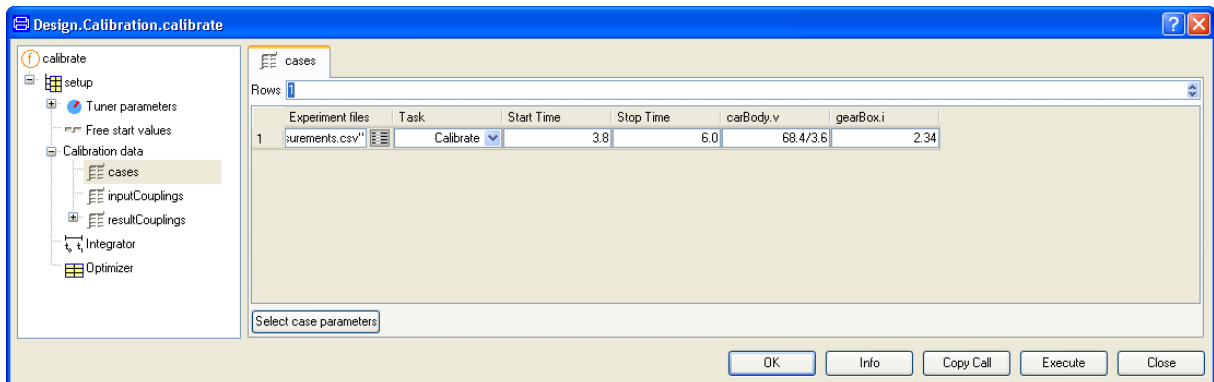 Design.Calibration.calibrate
calibrate
setup
Tuner parameters
Free start values
Calibration data
cases
inputCouplings
resultCouplings
Integrator
Optimizer
cases
Rows 1
Experiment files Task Start Time Stop Time carBody.v gearBox.i
1 surements.csv" Calibrate 3.8 6.0 68.4/3.6 2.34
Select case parameters
OK Info Copy Call Execute Close